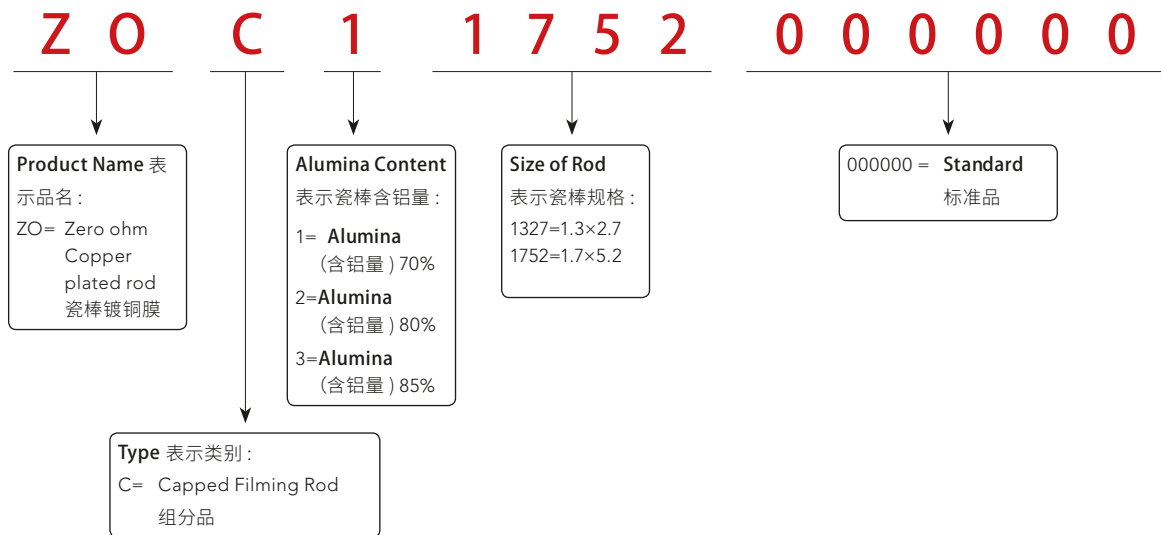 Z O C 1 1 7 5 2 0 0 0 0 0 0
Product Name 表
示品名 :
ZO= Zero ohm
Copper
plated rod
瓷棒镀铜膜
Alumina Content
表示瓷棒含铝量 :
1= Alumina
(含铝量 ) 70%
2=Alumina
(含铝量 ) 80%
3=Alumina
(含铝量 ) 85%
Size of Rod
表示瓷棒规格 :
1327=1.3×2.7
1752=1.7×5.2
000000 = Standard
标准品
Type 表示类别 :
C= Capped Filming Rod
组分品